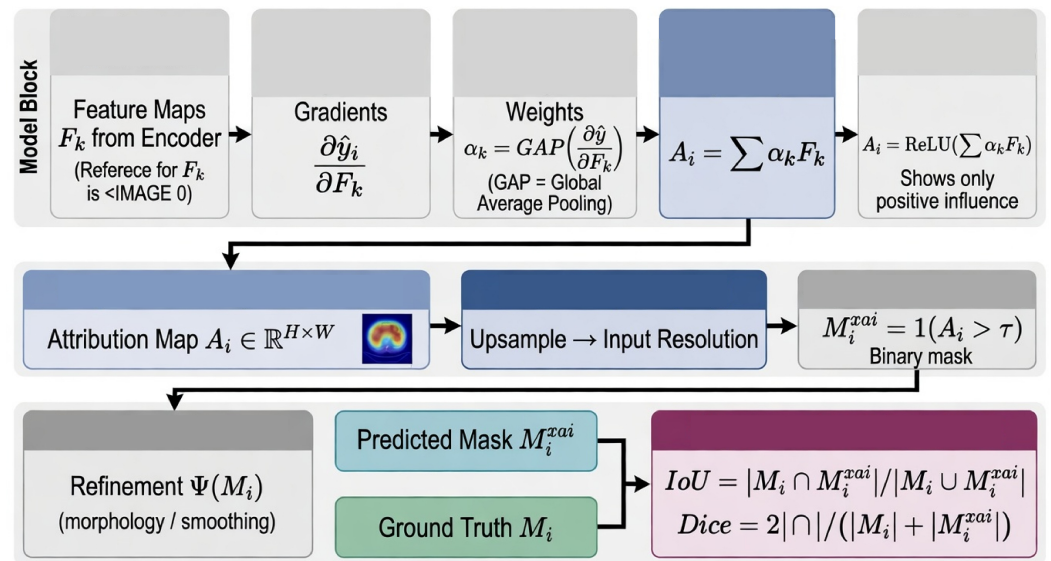 Model Block
Feature Maps
F_k from Encoder
(Referece for F_k
is <IMAGE 0)
Gradients
∂ŷ_i / ∂F_k
Weights
α_k = GAP(∂ŷ / ∂F_k)
(GAP = Global
Average Pooling)
A_i = ∑ α_k F_k
A_i = ReLU(∑ α_k F_k)
Shows only
positive influence
Attribution Map A_i ∈ ℝ^{H×W}
Upsample → Input Resolution
M_i^{xai} = 1(A_i > τ)
Binary mask
Refinement Ψ(M_i)
(morphology / smoothing)
Predicted Mask M_i^{xai}
Ground Truth M_i
IoU = |M_i ∩ M_i^{xai}|/|M_i ∪ M_i^{xai}|
Dice = 2|∩|/(|M_i| + |M_i^{xai}|)